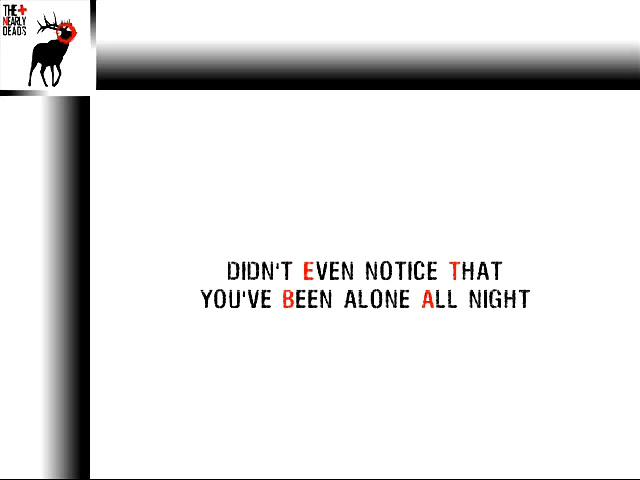 THE
NEARLY
DEADS
DIDN'T EVEN NOTICE THAT
YOU'VE BEEN ALONE ALL NIGHT